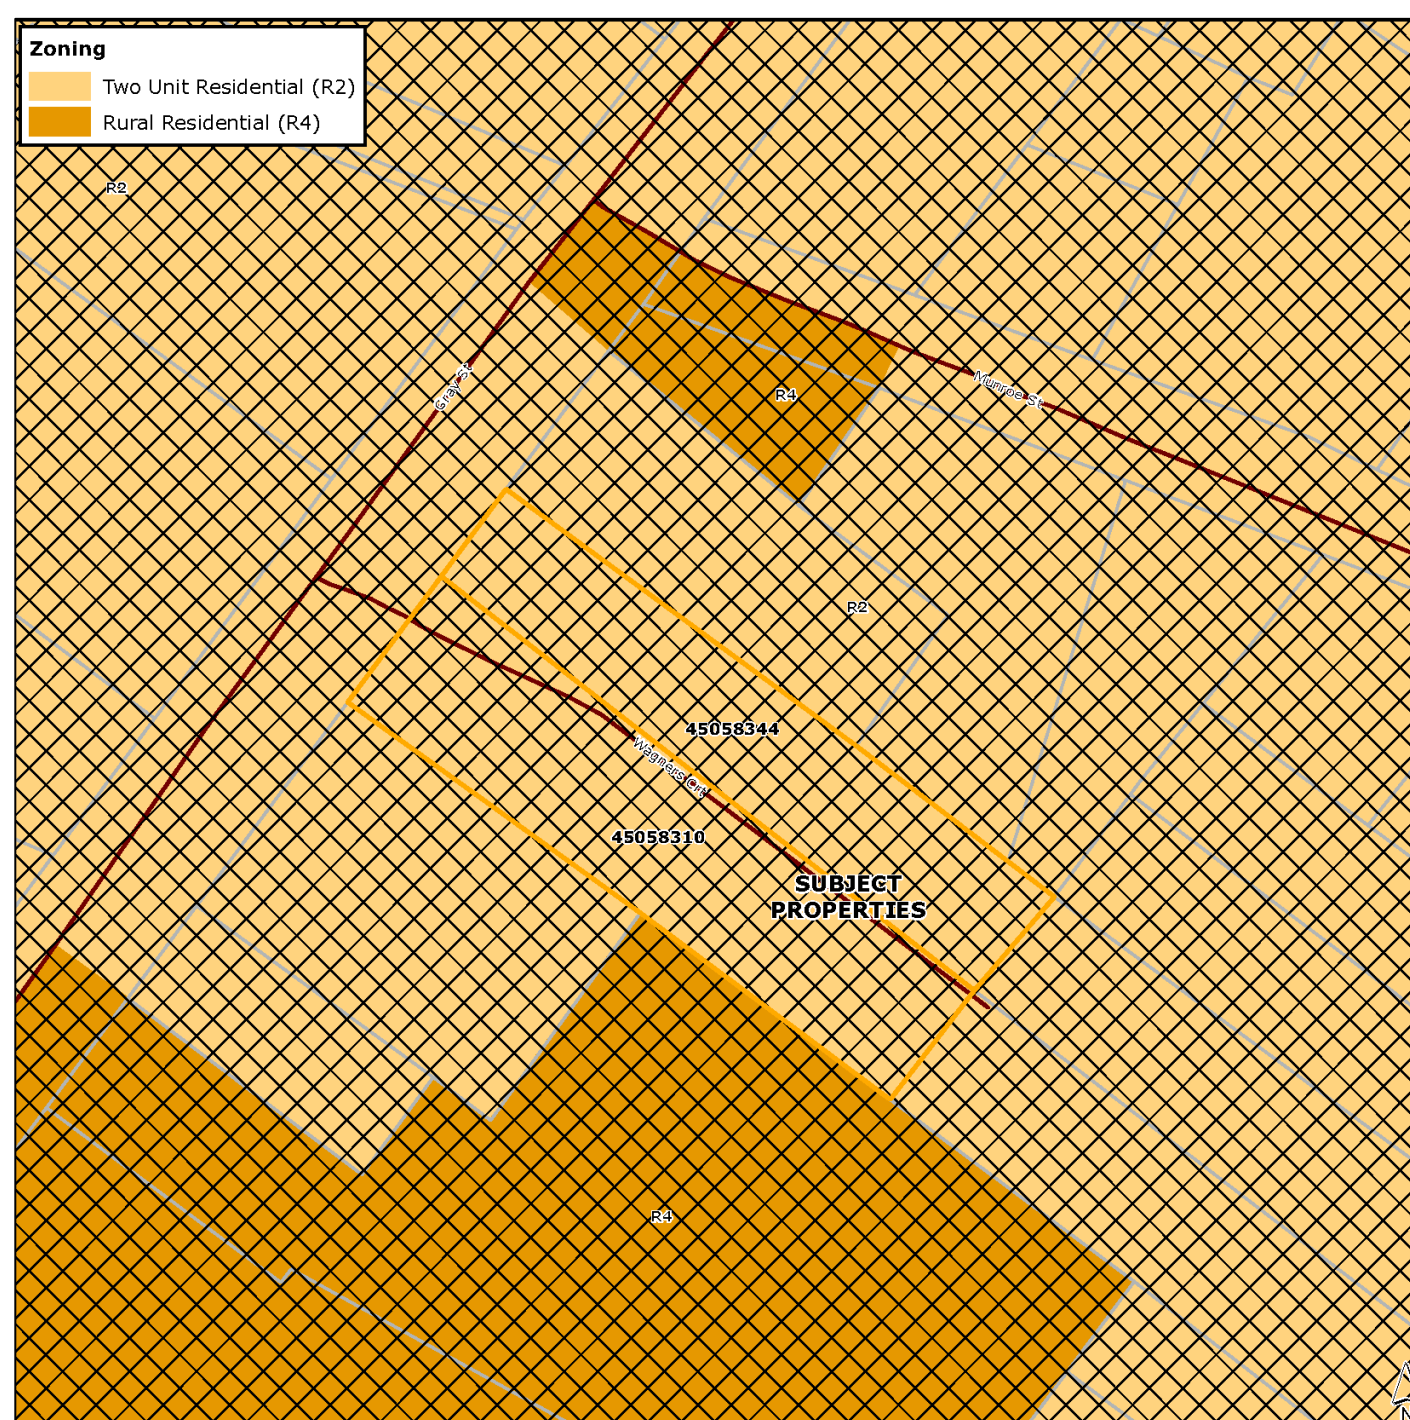 Zoning
Two Unit Residential (R2)
Rural Residential (R4)
R2
Gray St
R4
Munroe St
R2
45058344
Wagners Crt
45058310
SUBJECT
PROPERTIES
R4
N